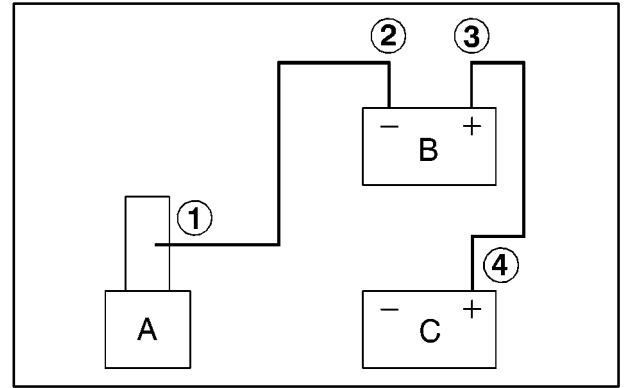 ② ③
− +
B
①
④
A
− +
C